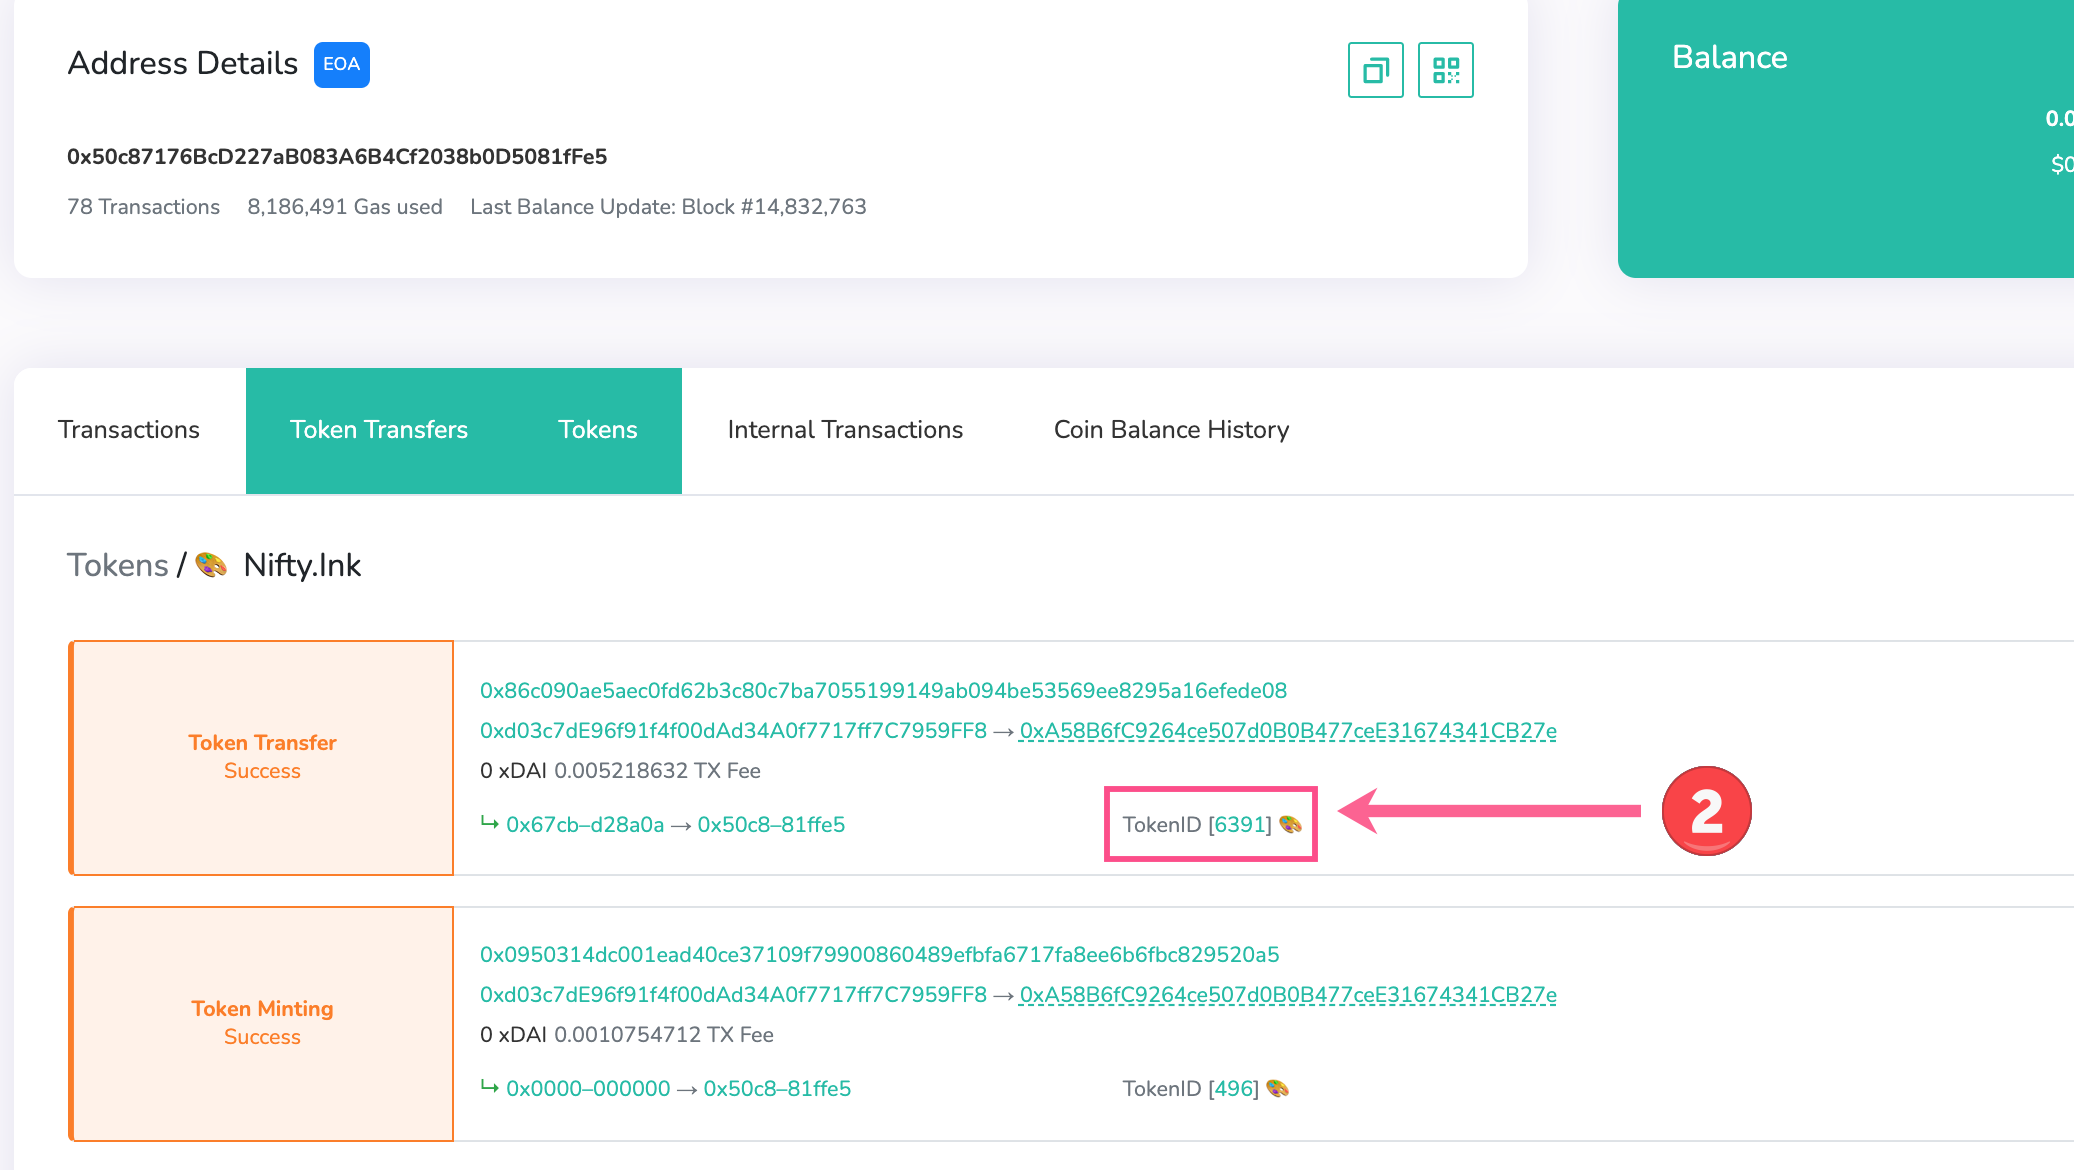 Address Details EOA
Balance
0.0
$0
0x50c87176BcD227aB083A6B4Cf2038b0D5081fFe5
78 Transactions 8,186,491 Gas used Last Balance Update: Block #14,832,763
Transactions Token Transfers Tokens Internal Transactions Coin Balance History
Tokens / 🎨 Nifty.Ink
Token Transfer
Success
0x86c090ae5aec0fd62b3c80c7ba7055199149ab094be53569ee8295a16efede08
0xd03c7dE96f91f4f00dAd34A0f7717ff7C7959FF8 → 0xA58B6fC9264ce507d0B0B477ceE31674341CB27e
0 xDAI 0.005218632 TX Fee
↳ 0x67cb–d28a0a → 0x50c8–81ffe5 TokenID [6391] 🎨
2
Token Minting
Success
0x0950314dc001ead40ce37109f79900860489efbfa6717fa8ee6b6fbc829520a5
0xd03c7dE96f91f4f00dAd34A0f7717ff7C7959FF8 → 0xA58B6fC9264ce507d0B0B477ceE31674341CB27e
0 xDAI 0.0010754712 TX Fee
↳ 0x0000–000000 → 0x50c8–81ffe5 TokenID [496] 🎨